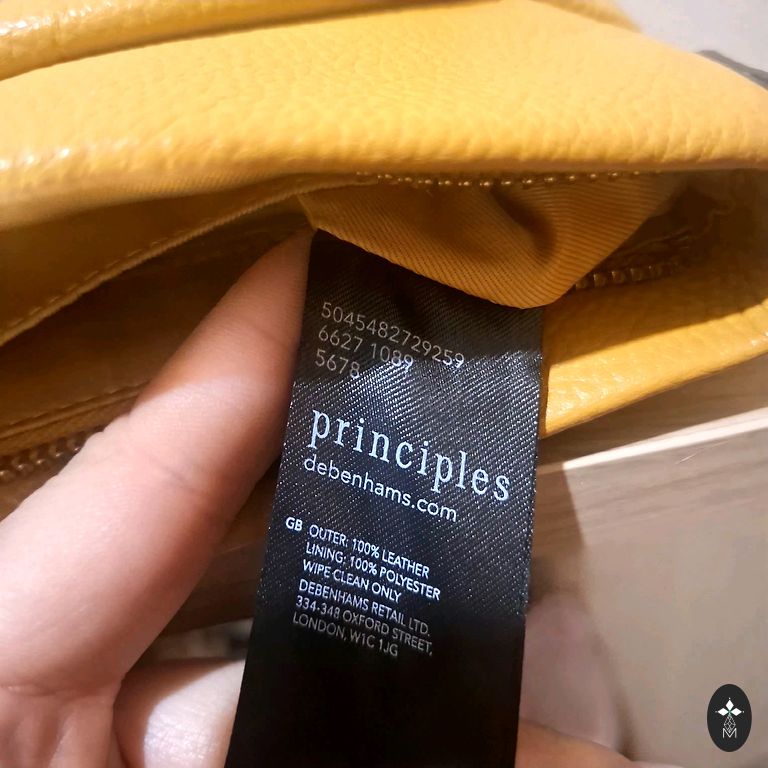 5045482729259
6627 1089
5678
principles
debenhams.com
GB OUTER: 100% LEATHER
LINING: 100% POLYESTER
WIPE CLEAN ONLY
DEBENHAMS RETAIL LTD.
334-348 OXFORD STREET,
LONDON, W1C 1JG
M